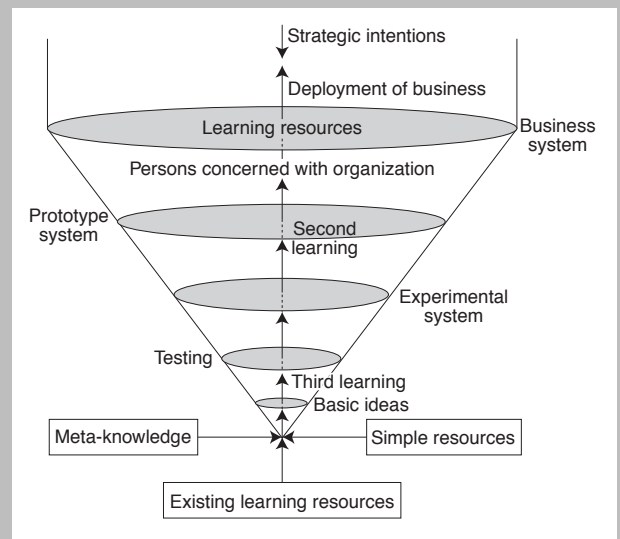 Strategic intentions
Deployment of business
Learning resources
Business
system
Persons concerned with organization
Prototype
system
Second
learning
Experimental
system
Testing
Third learning
Basic ideas
Meta-knowledge
Simple resources
Existing learning resources